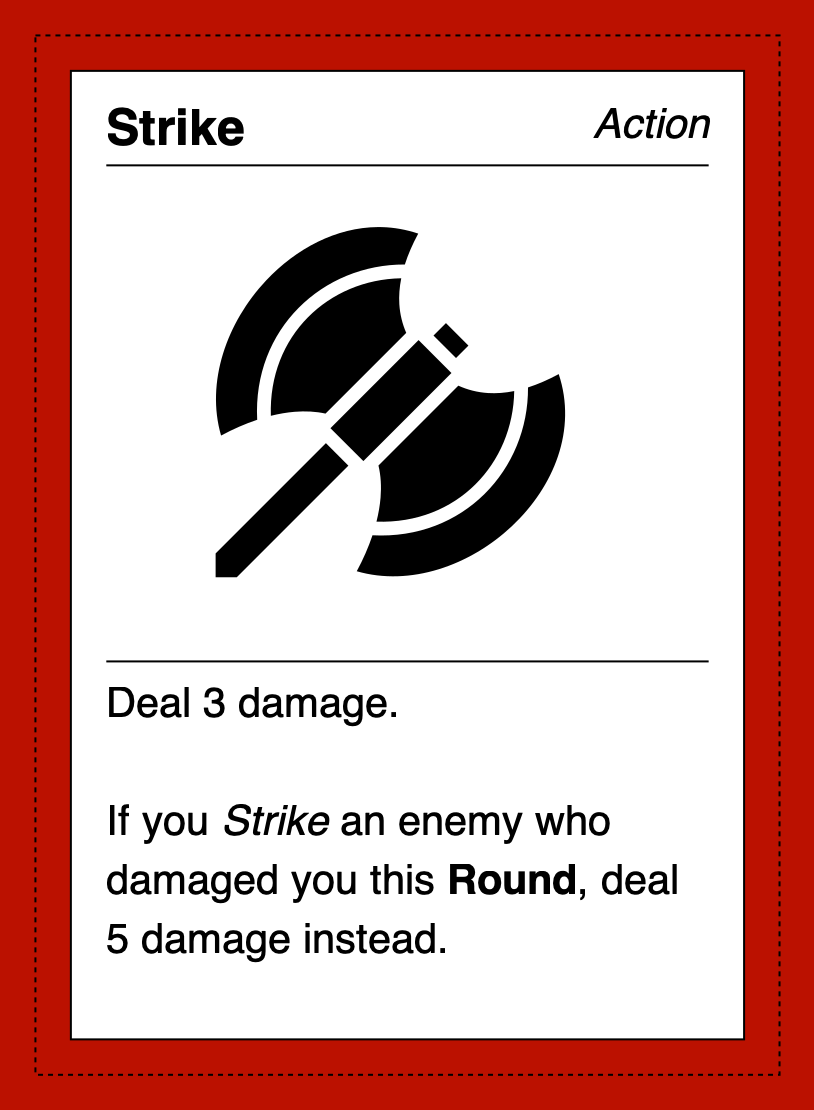 Strike
Action
Deal 3 damage.
If you Strike an enemy who
damaged you this Round, deal
5 damage instead.